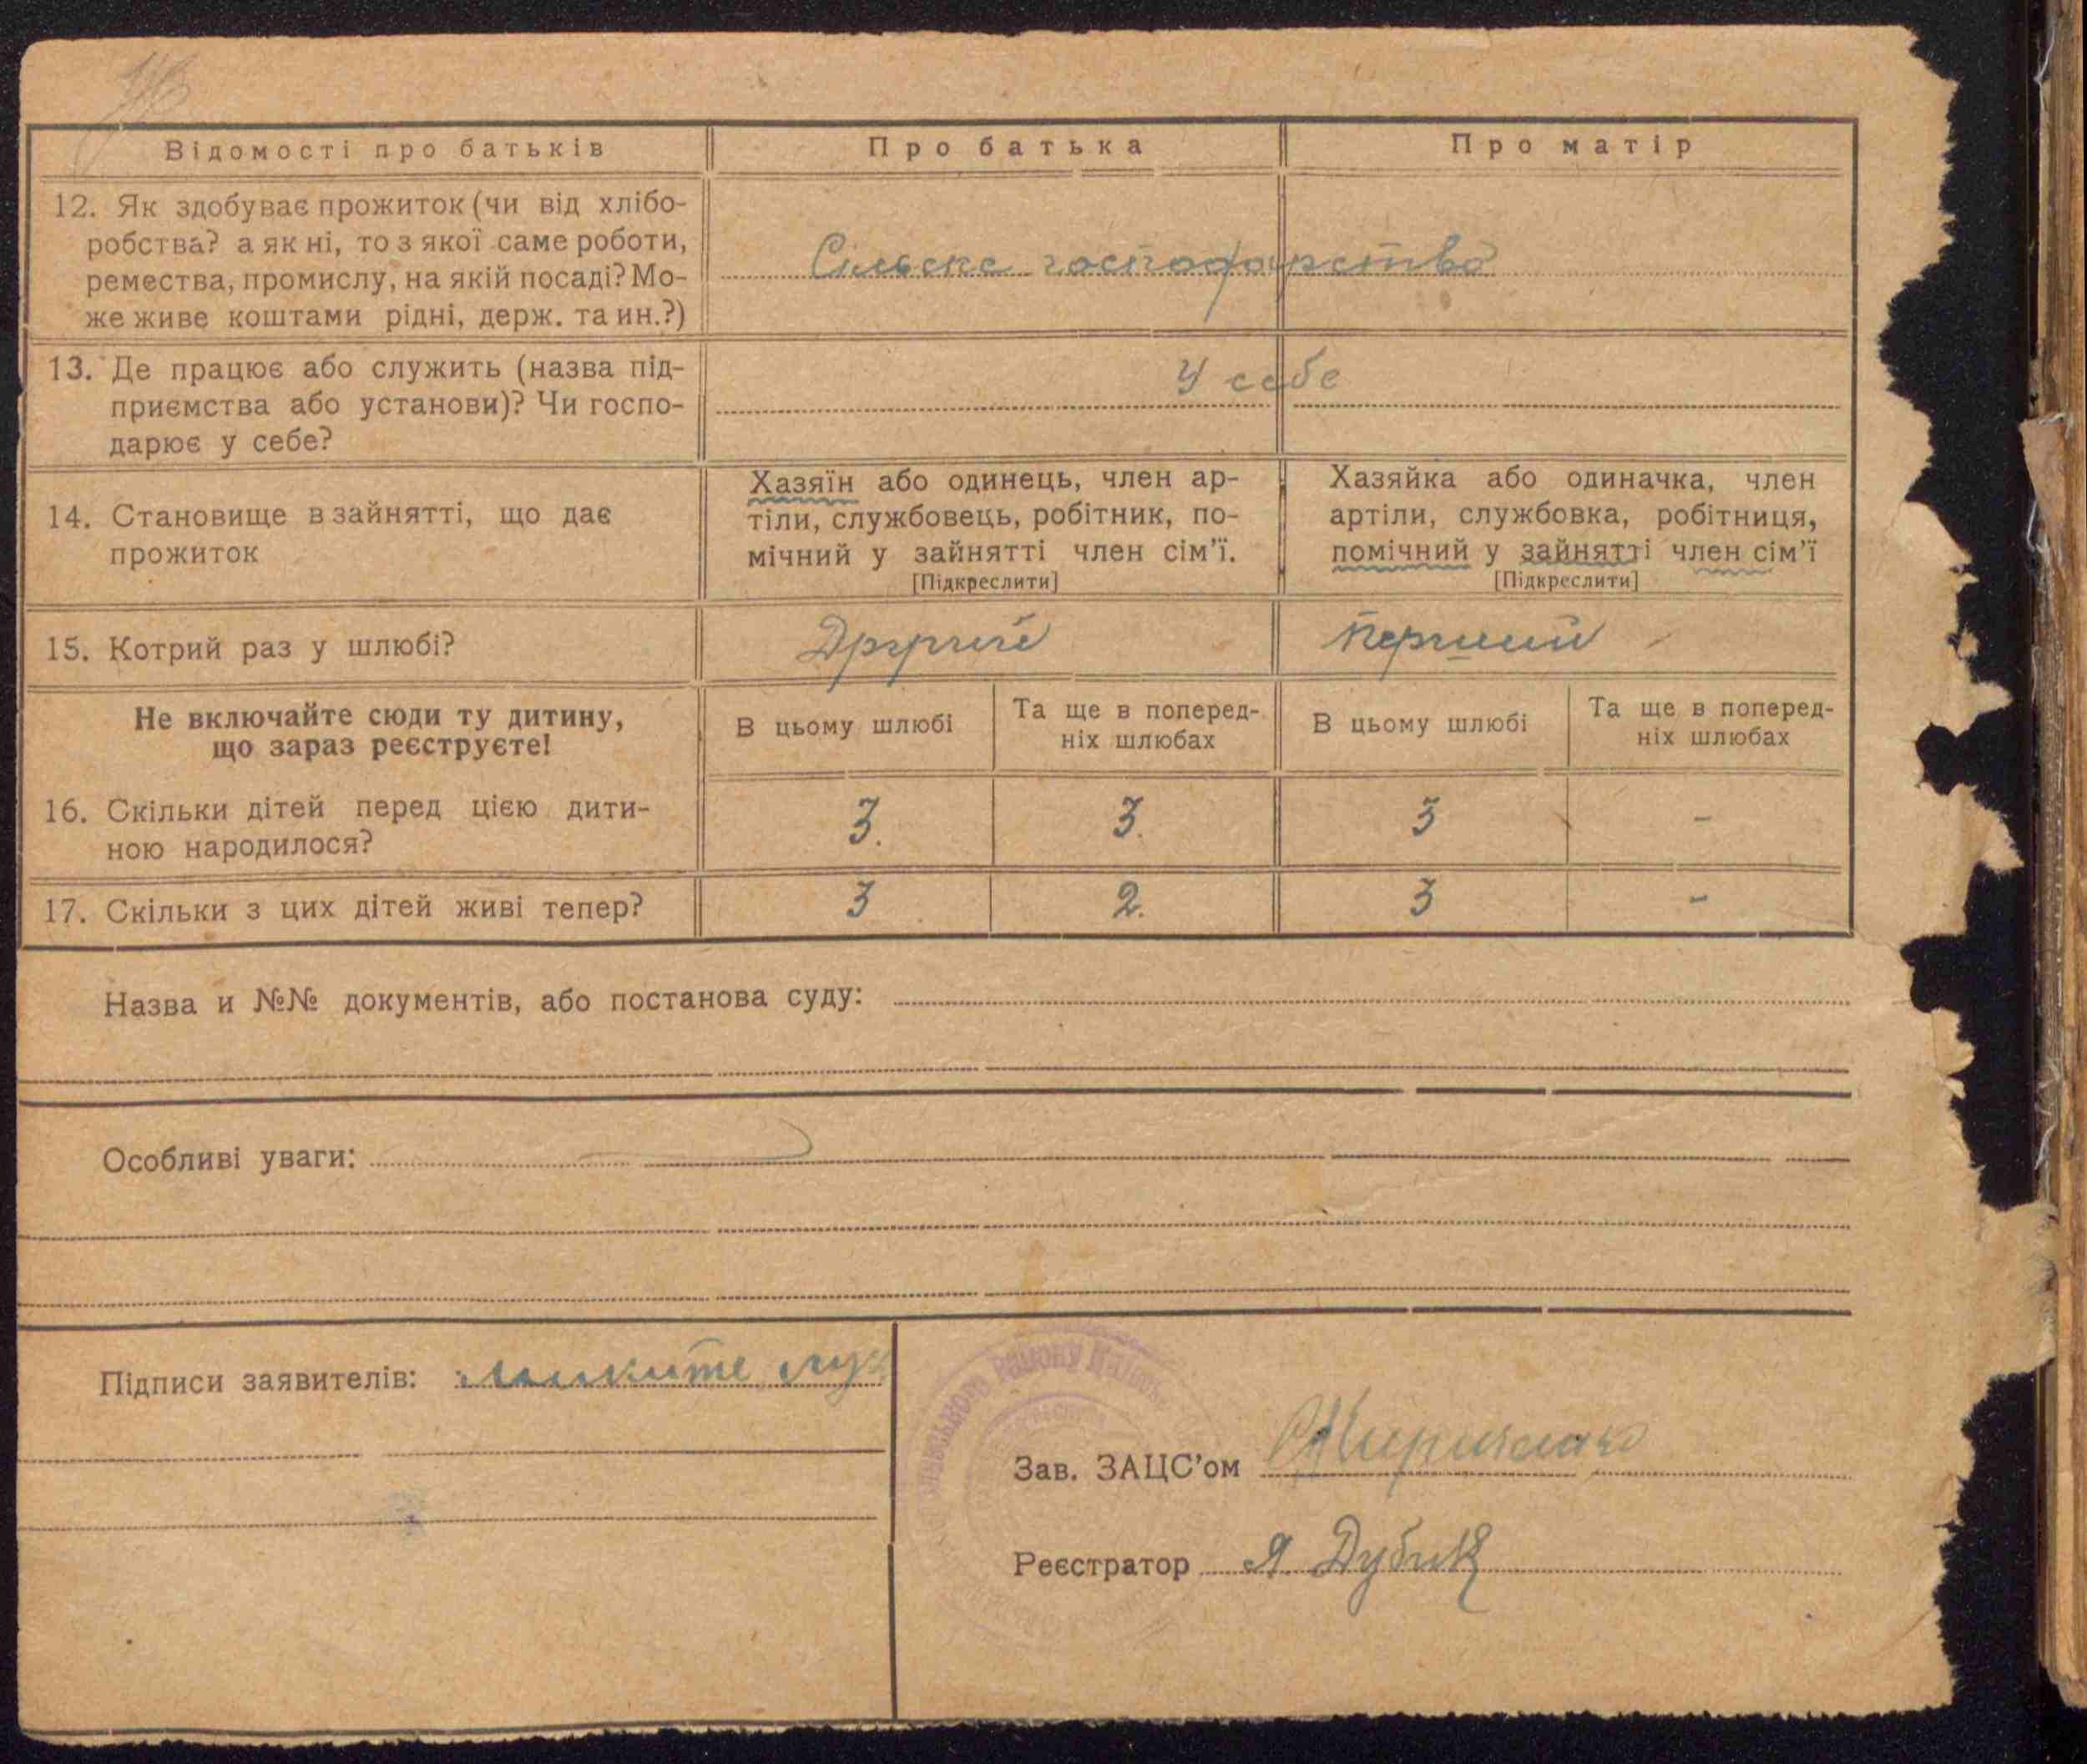 Відомості про батьків
Про батька
Про матір
12. Як здобуває прожиток (чи від хлібо-
робства? а як ні, то з якої саме роботи,
ремества, промислу, на якій посаді? Мо-
же живе коштами рідні, держ. та ин.?)
Сільське господарство
13. Де працює або служить (назва під-
приємства або установи)? Чи госпо-
дарює у себе?
У себе
14. Становище в зайнятті, що дає
прожиток
Хазяїн або одинець, член ар-
тіли, службовець, робітник, по-
мічний у зайнятті член сім'ї.
[Підкреслити]
Хазяйка або одиначка, член
артіли, службовка, робітниця,
помічний у зайнятті член сім'ї
[Підкреслити]
15. Котрий раз у шлюбі?
Другий
Перший
Не включайте сюди ту дитину,
що зараз реєструєте!
В цьому шлюбі
Та ще в поперед-
ніх шлюбах
В цьому шлюбі
Та ще в поперед-
ніх шлюбах
16. Скільки дітей перед цією дити-
ною народилося?
3.
3.
3
-
17. Скільки з цих дітей живі тепер?
3
2.
3
-
Назва и №№ документів, або постанова суду:
Особливі уваги:
Підписи заявителів:
району
Зав. ЗАЦС'ом
Реєстратор Я. Дубик